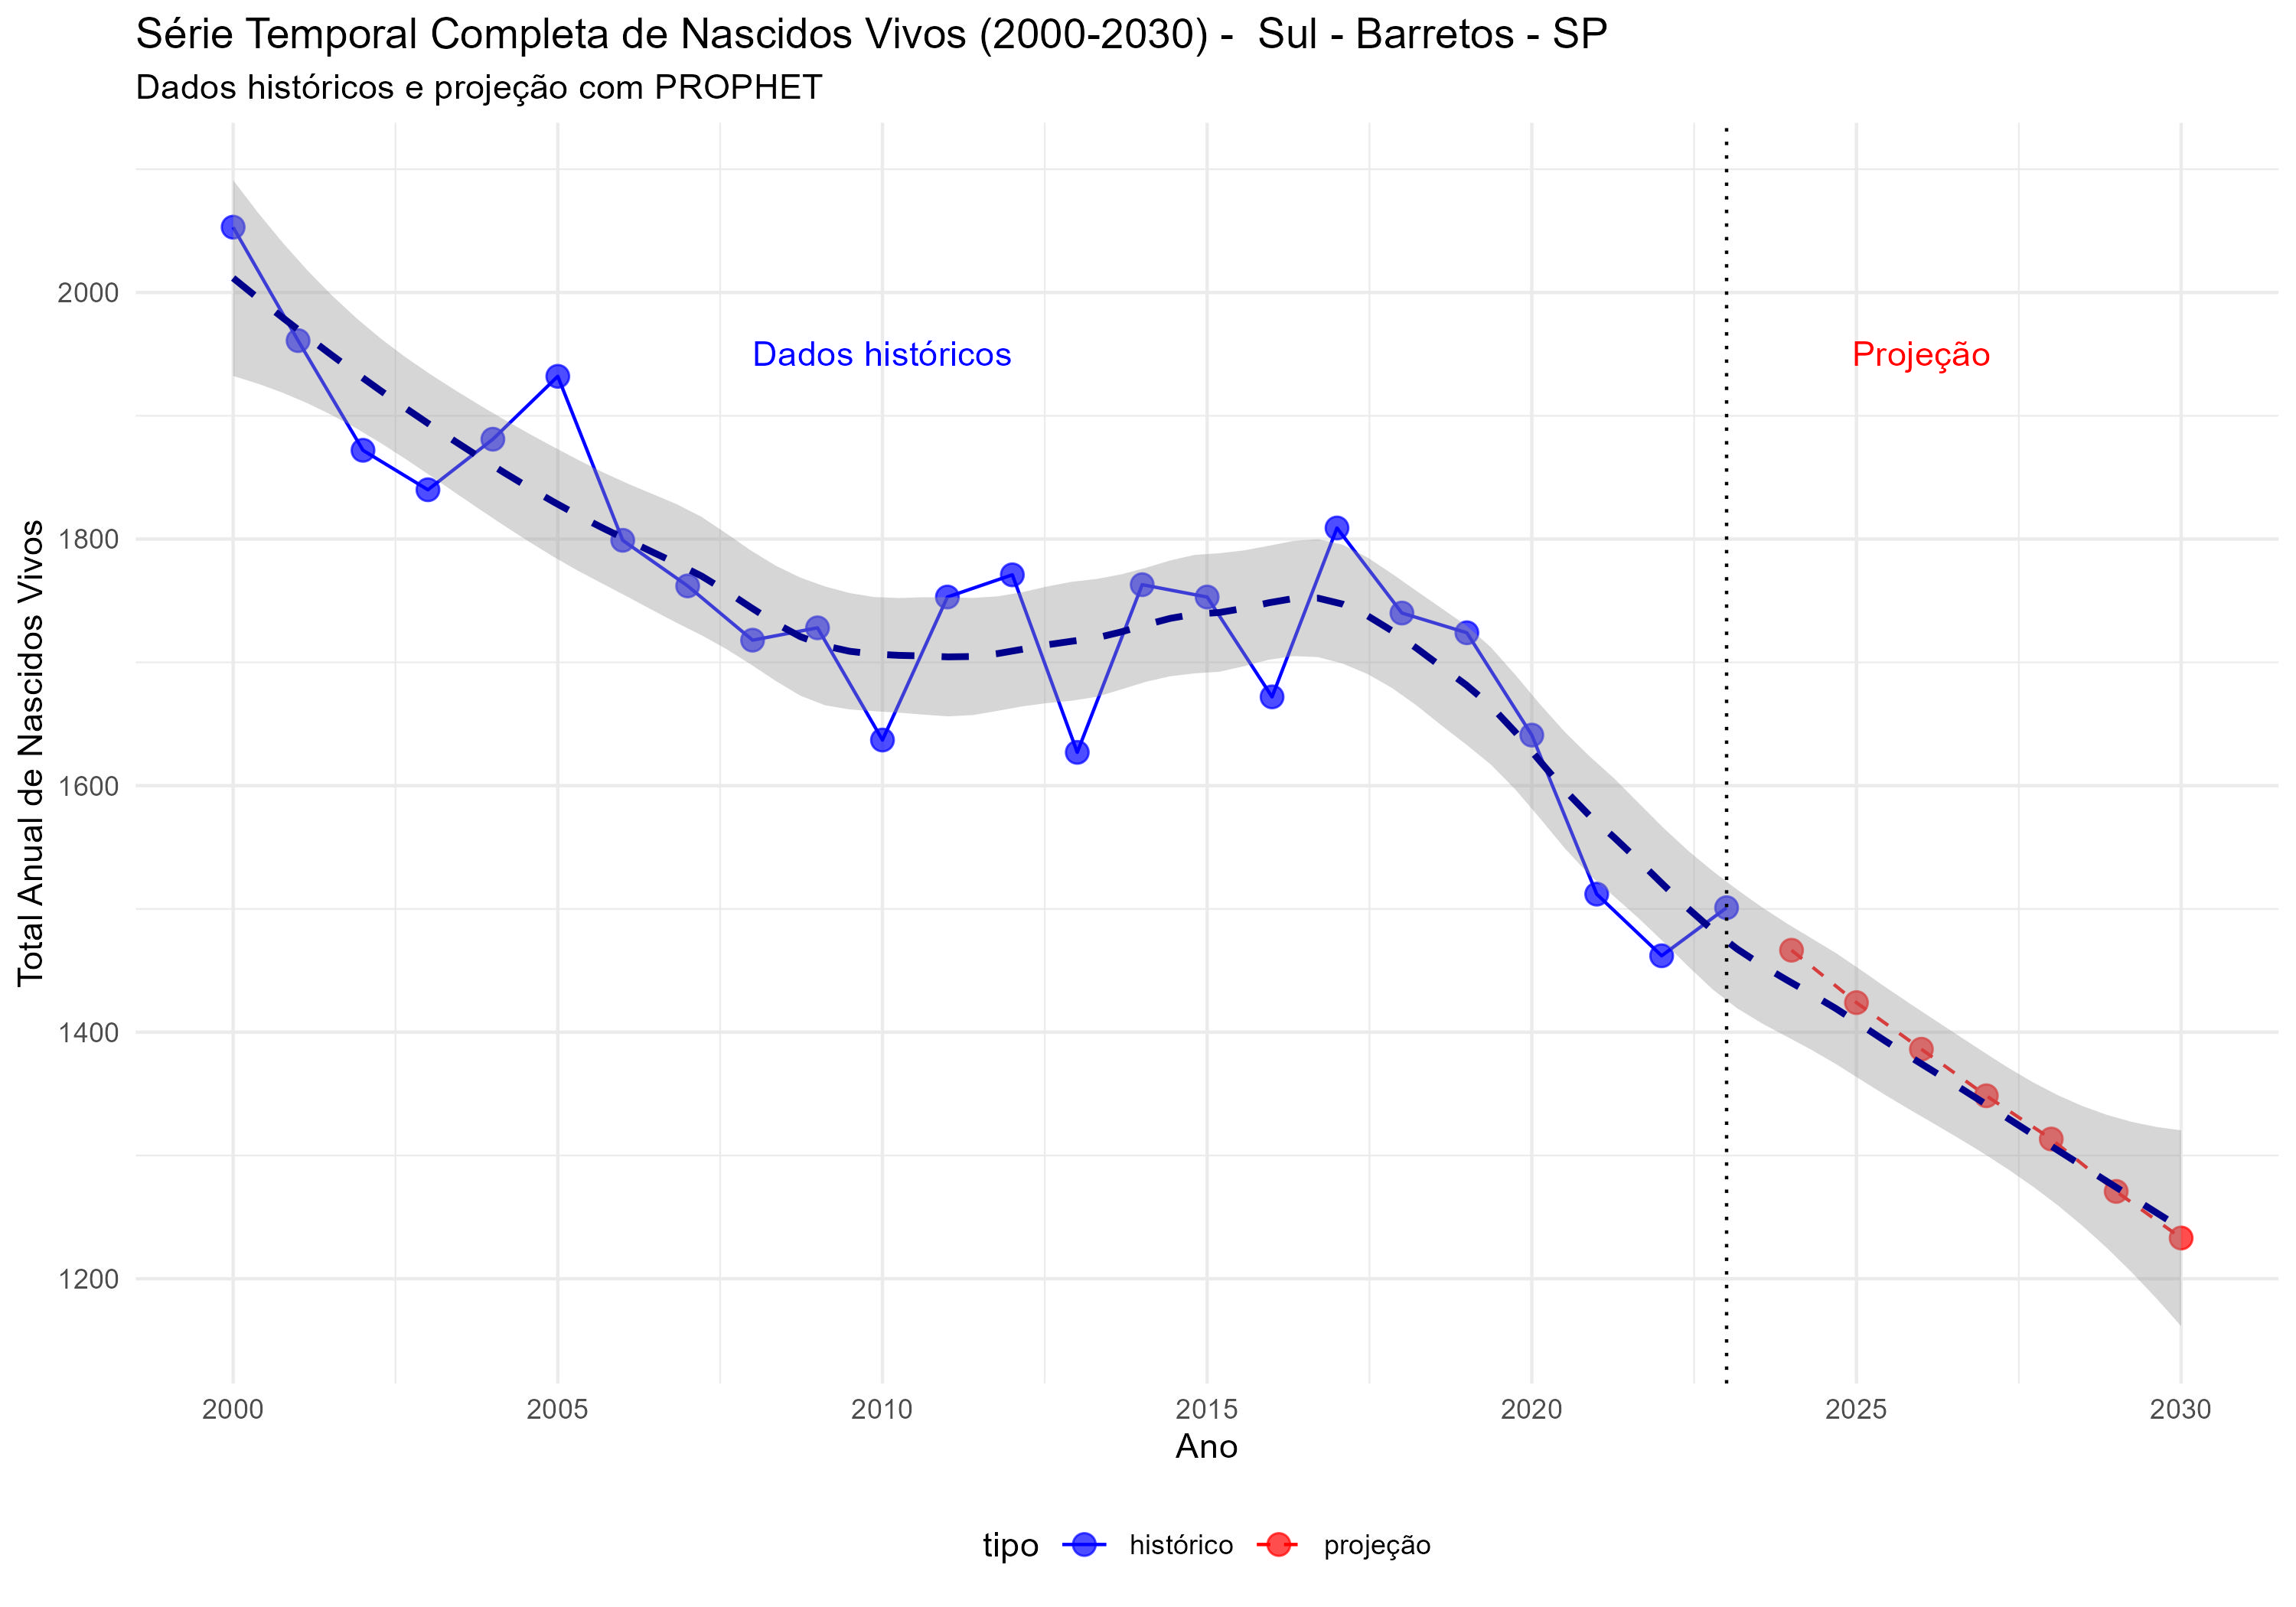 Série Temporal Completa de Nascidos Vivos (2000-2030) -  Sul - Barretos - SP
Dados históricos e projeção com PROPHET
Total Anual de Nascidos Vivos
2000
1800
1600
1400
1200
Dados históricos
Projeção
2000 2005 2010 2015 2020 2025 2030
Ano
tipo histórico projeção